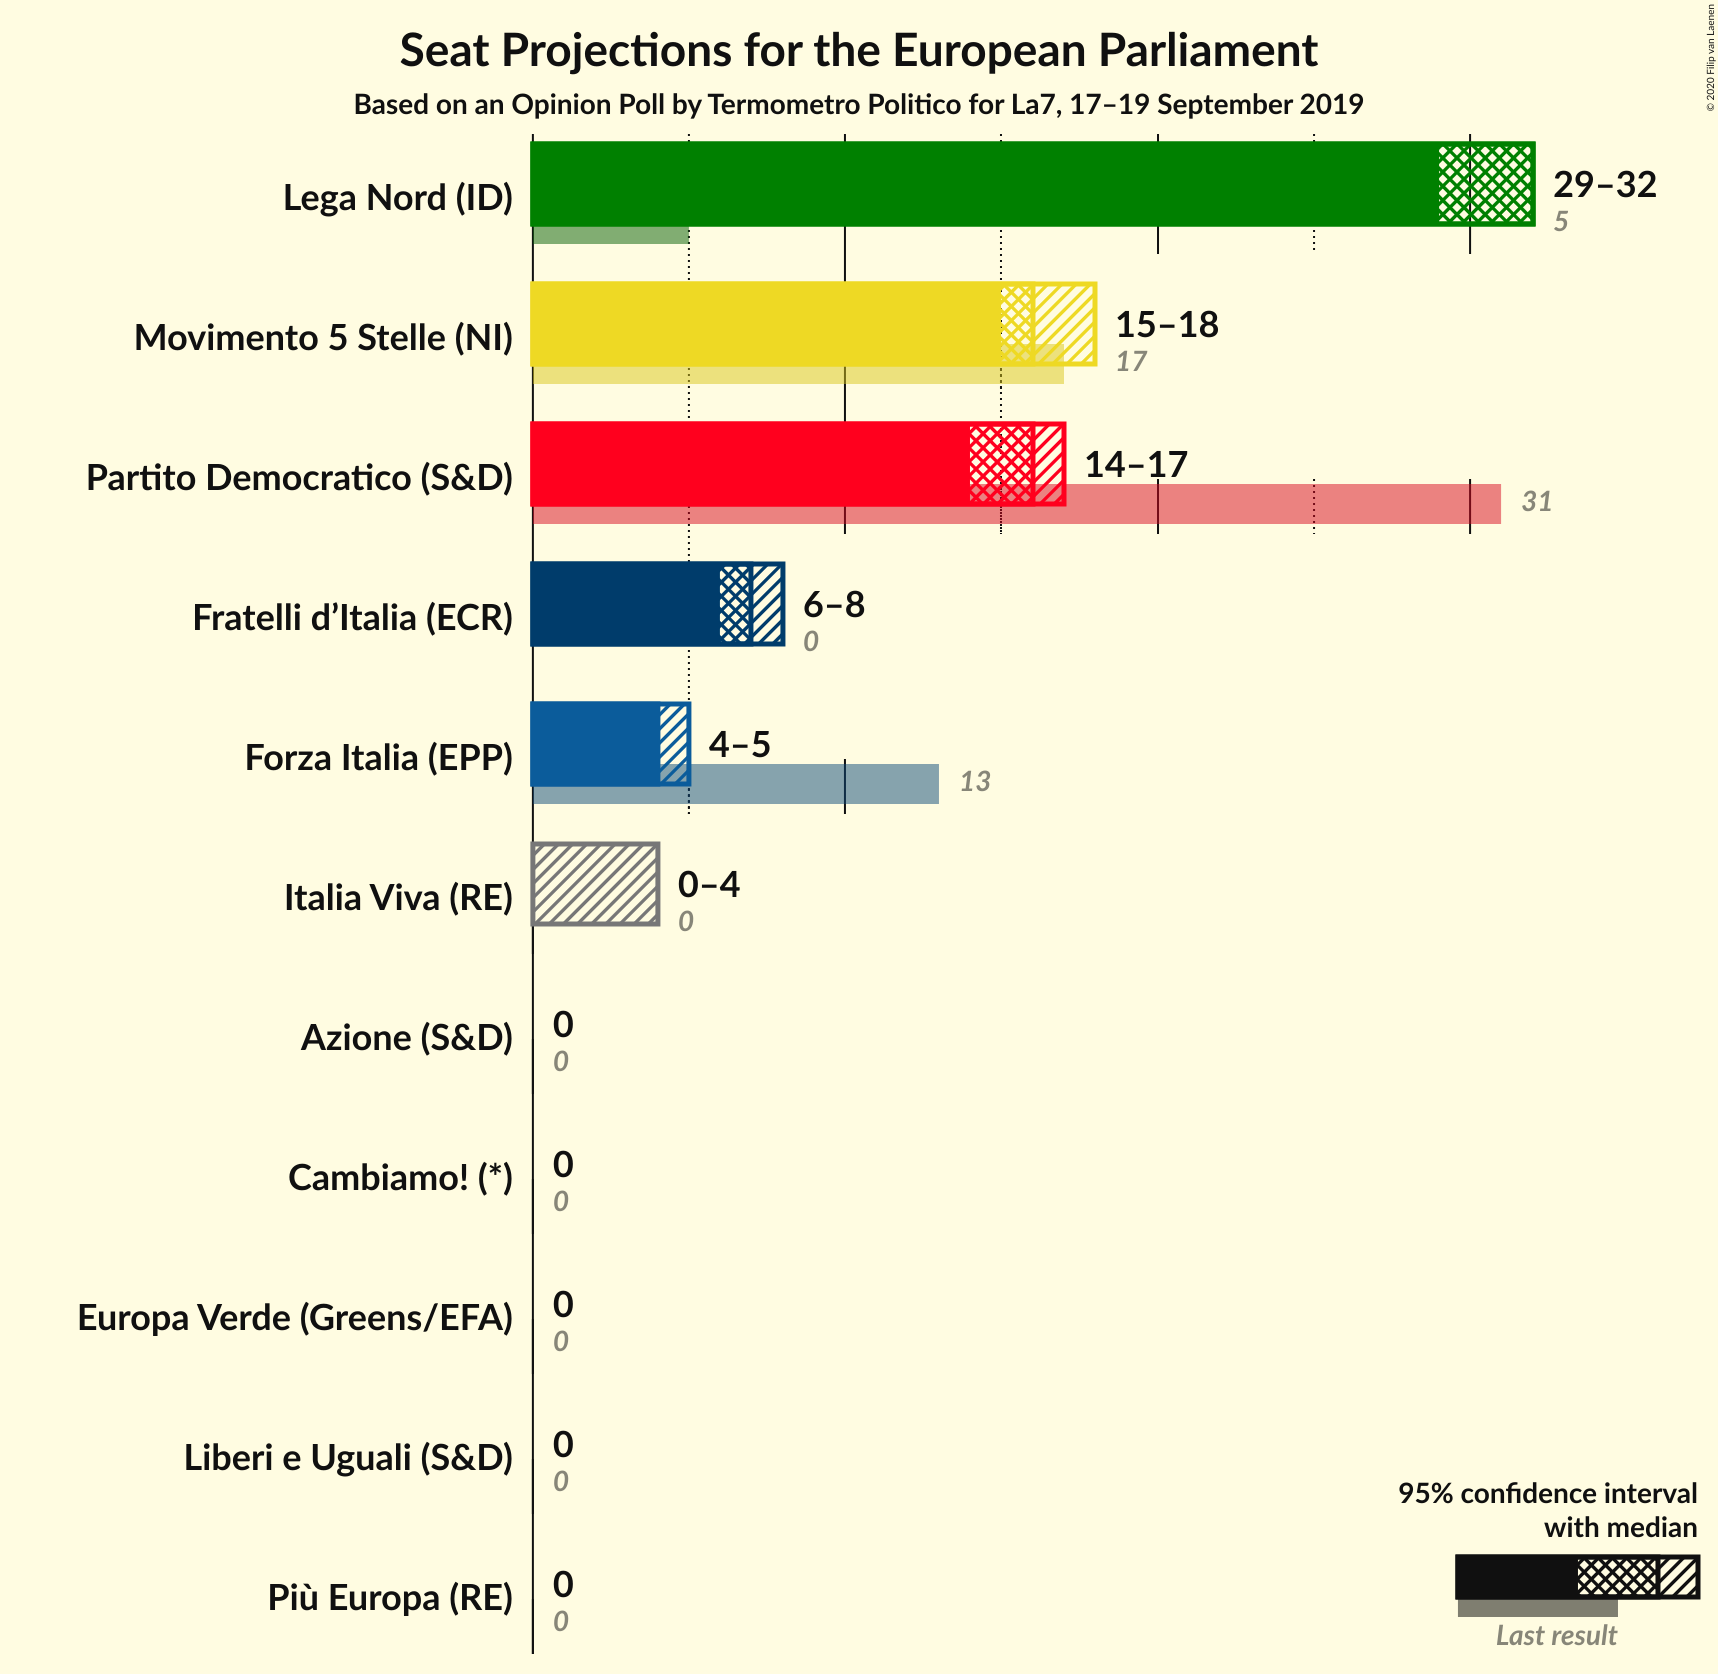 Seat Projections for the European Parliament
Based on an Opinion Poll by Termometro Politico for La7, 17–19 September 2019
© 2020 Filip van Laenen
Lega Nord (ID)
29–32
5
Movimento 5 Stelle (NI)
15–18
17
Partito Democratico (S&D)
14–17
31
Fratelli d’Italia (ECR)
6–8
0
Forza Italia (EPP)
4–5
13
Italia Viva (RE)
0–4
0
Azione (S&D)
0
0
Cambiamo! (*)
0
0
Europa Verde (Greens/EFA)
0
0
Liberi e Uguali (S&D)
0
0
Più Europa (RE)
0
0
95% confidence interval
with median
Last result